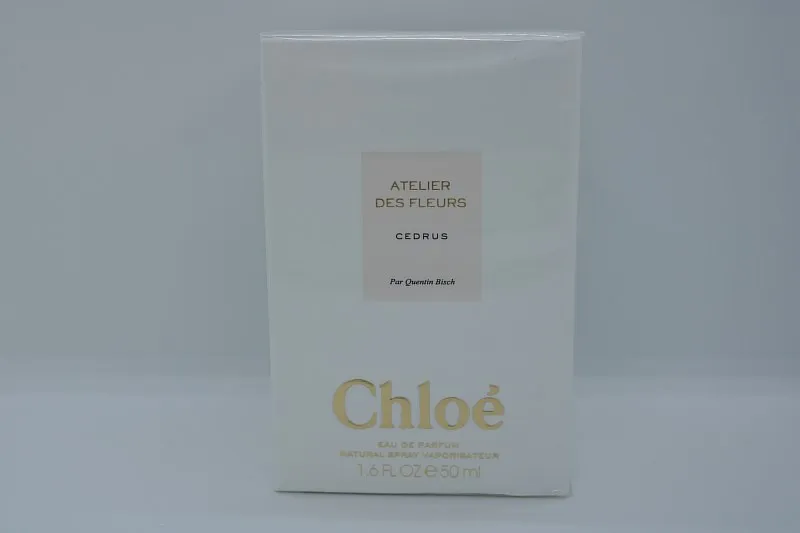 ATELIER
DES FLEURS
CEDRUS
Par Quentin Bisch
Chloé
EAU DE PARFUM
NATURAL SPRAY VAPORISATEUR
1.6 FL OZ ℮ 50 ml